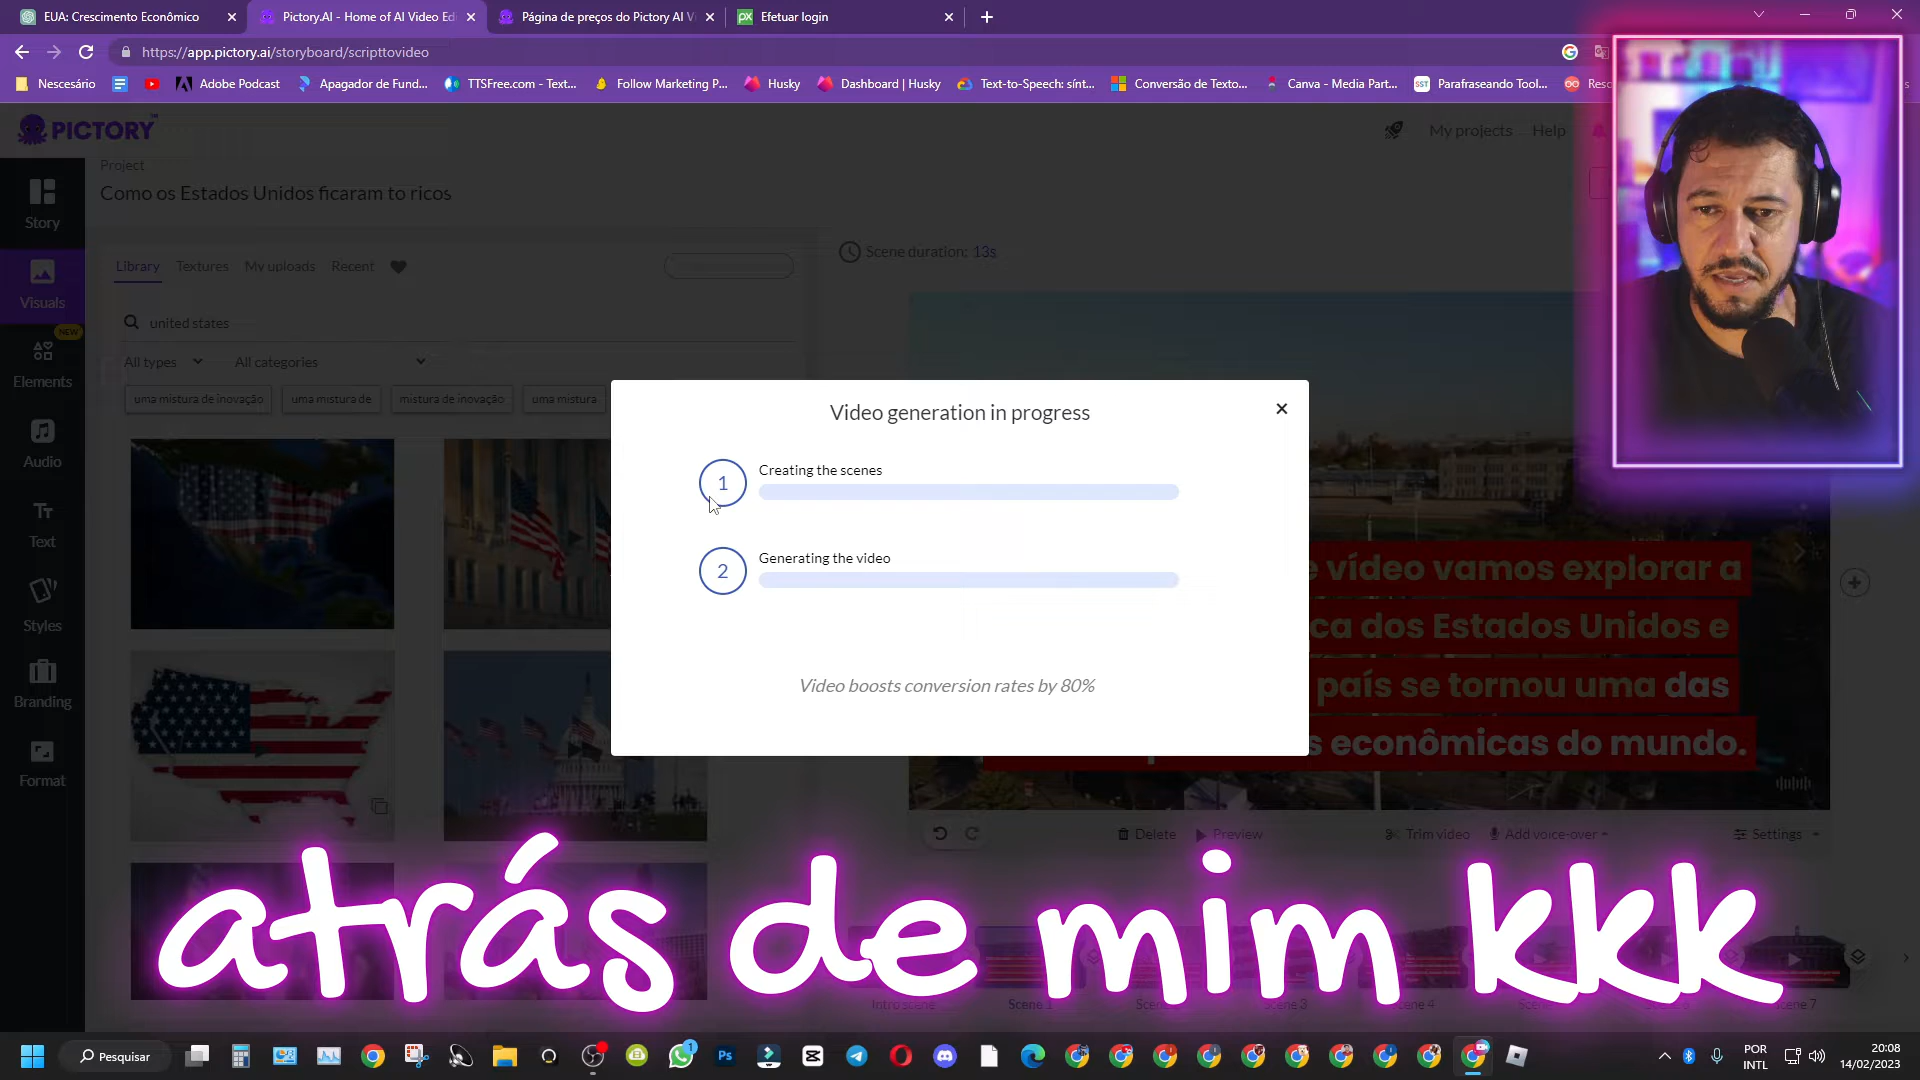 EUA: Crescimento Econômico
Pictory.AI - Home of AI Video Edi
Página de preços do Pictory AI V
Efetuar login
https://app.pictory.ai/storyboard/scripttovideo
Nescesário
Adobe Podcast
Apagador de Fund...
TTSFree.com - Text...
Follow Marketing P...
Husky
Dashboard | Husky
Text-to-Speech: sínt...
Conversão de Texto...
Canva - Media Part...
Parafraseando Tool...
PICTORY
My projects
Help
Project
Como os Estados Unidos ficaram to ricos
Story
Visuals
NEW
Elements
Audio
Text
Styles
Branding
Format
Library
Textures
My uploads
Recent
united states
All types
All categories
uma mistura de inovação
uma mistura de
mistura de inovação
uma mistura
Scene duration: 13s
Video generation in progress
1
Creating the scenes
2
Generating the video
Video boosts conversion rates by 80%
vídeo vamos explorar a
dos Estados Unidos e
país se tornou uma das
econômicas do mundo.
Delete
Preview
Trim video
Add voice-over
Settings
atrás de mim kkk
Intro scene
Pesquisar
1
Ps
POR
INTL
20:08
14/02/2023